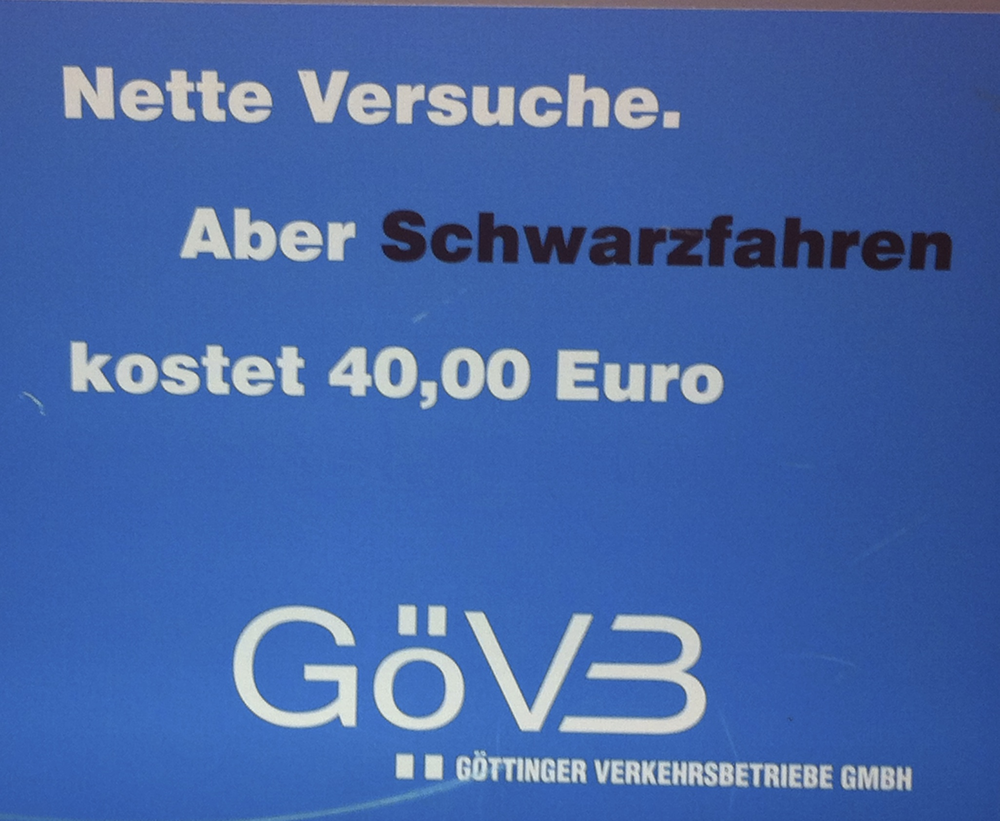 Nette Versuche.
Aber Schwarzfahren
kostet 40,00 Euro
GöVB
GÖTTINGER VERKEHRSBETRIEBE GMBH